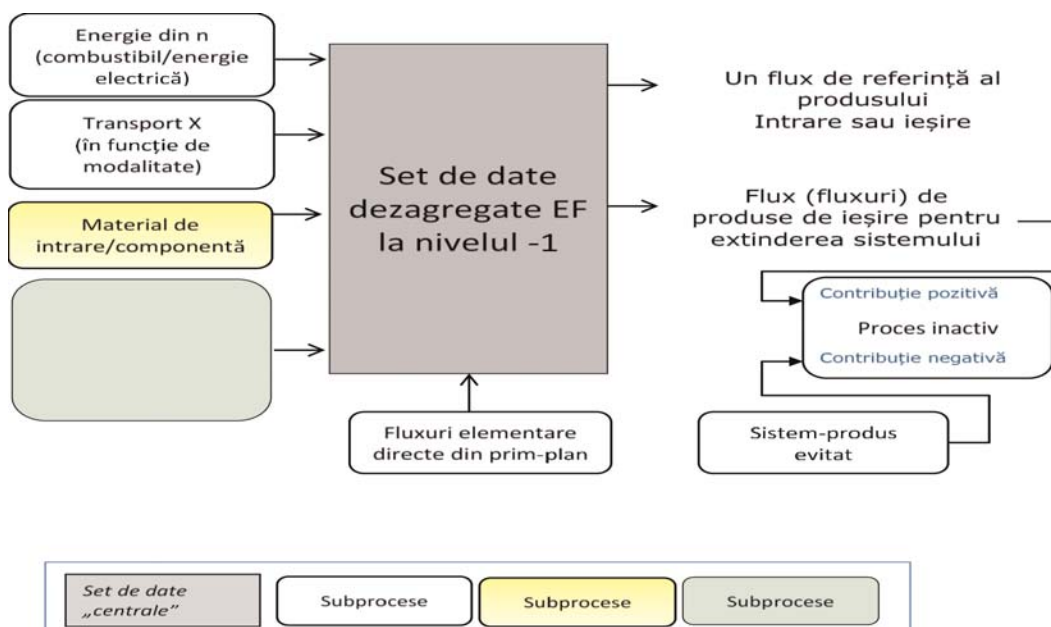 Energie din n
(combustibil/energie
electrică)
Transport X
(în funcție de
modalitate)
Material de
intrare/componentă
Set de date
dezagregate EF
la nivelul -1
Un flux de referință al
produsului
Intrare sau ieșire
Flux (fluxuri) de
produse de ieșire pentru
extinderea sistemului
Contribuție pozitivă
Proces inactiv
Contribuție negativă
Fluxuri elementare
directe din prim-plan
Sistem-produs
evitat
Set de date
„centrale”
Subprocese
Subprocese
Subprocese